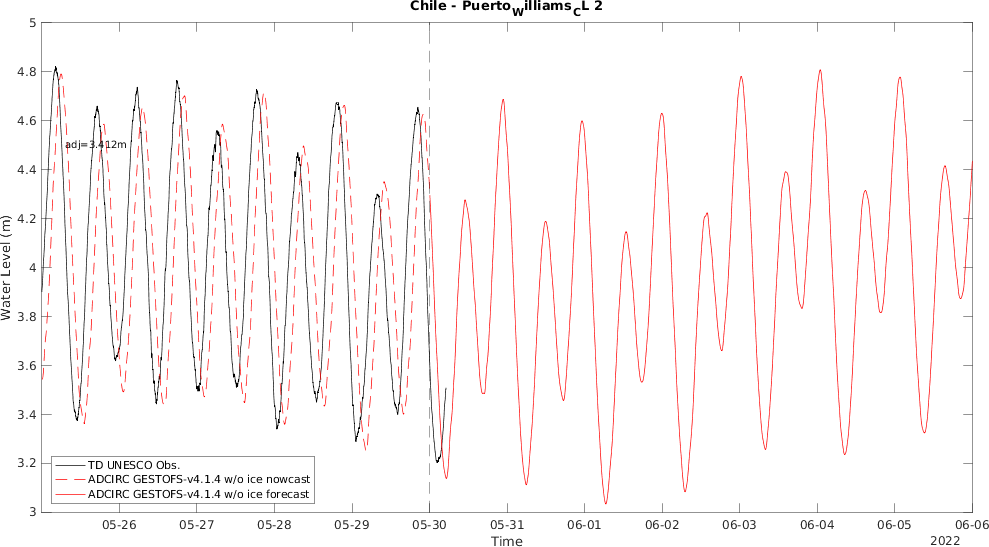 Chile - Puerto_Williams_CL 2
Water Level (m)
5
4.8
4.6
4.4
4.2
4
3.8
3.6
3.4
3.2
3
adj=3.412m
TD UNESCO Obs.
ADCIRC GESTOFS-v4.1.4 w/o ice nowcast
ADCIRC GESTOFS-v4.1.4 w/o ice forecast
05-26 05-27 05-28 05-29 05-30 05-31 06-01 06-02 06-03 06-04 06-05 06-06
Time
2022